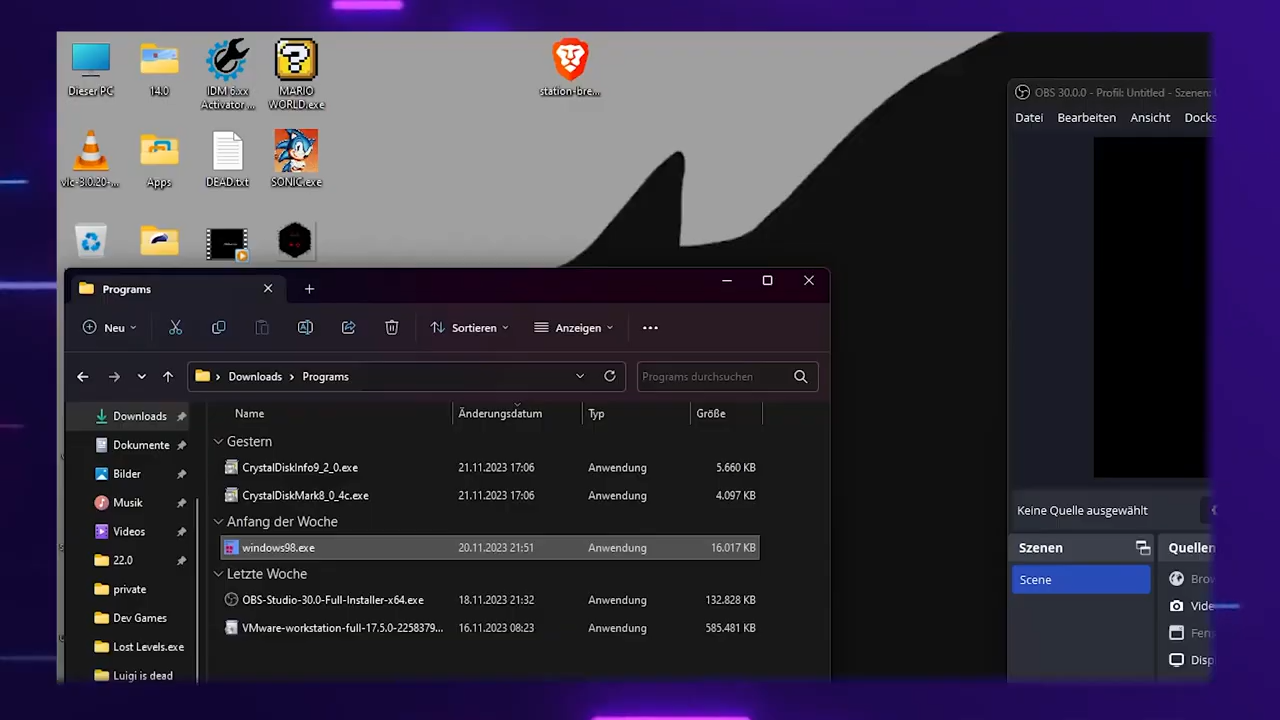 Dieser PC
14.0
IDM 6.xx
Activator ...
MARIO
WORLD.exe
station-bre...
vlc-3.0.20-...
Apps
DEAD.txt
SONIC.exe
OBS 30.0.0 - Profil: Untitled - Szenen:
Datei Bearbeiten Ansicht Docks
Programs
Neu
Sortieren
Anzeigen
Downloads
Programs
Programs durchsuchen
Downloads
Dokumente
Bilder
Musik
Videos
22.0
private
Dev Games
Lost Levels.exe
Luigi is dead
Name Änderungsdatum Typ Größe
Gestern
CrystalDiskInfo9_2_0.exe 21.11.2023 17:06 Anwendung 5.660 KB
CrystalDiskMark8_0_4c.exe 21.11.2023 17:06 Anwendung 4.097 KB
Anfang der Woche
windows98.exe 20.11.2023 21:51 Anwendung 16.017 KB
Letzte Woche
OBS-Studio-30.0-Full-Installer-x64.exe 18.11.2023 21:32 Anwendung 132.828 KB
VMware-workstation-full-17.5.0-2258379... 16.11.2023 08:23 Anwendung 585.481 KB
Keine Quelle ausgewählt
Szenen
Scene
Quellen
Brow
Vide
Fens
Disp